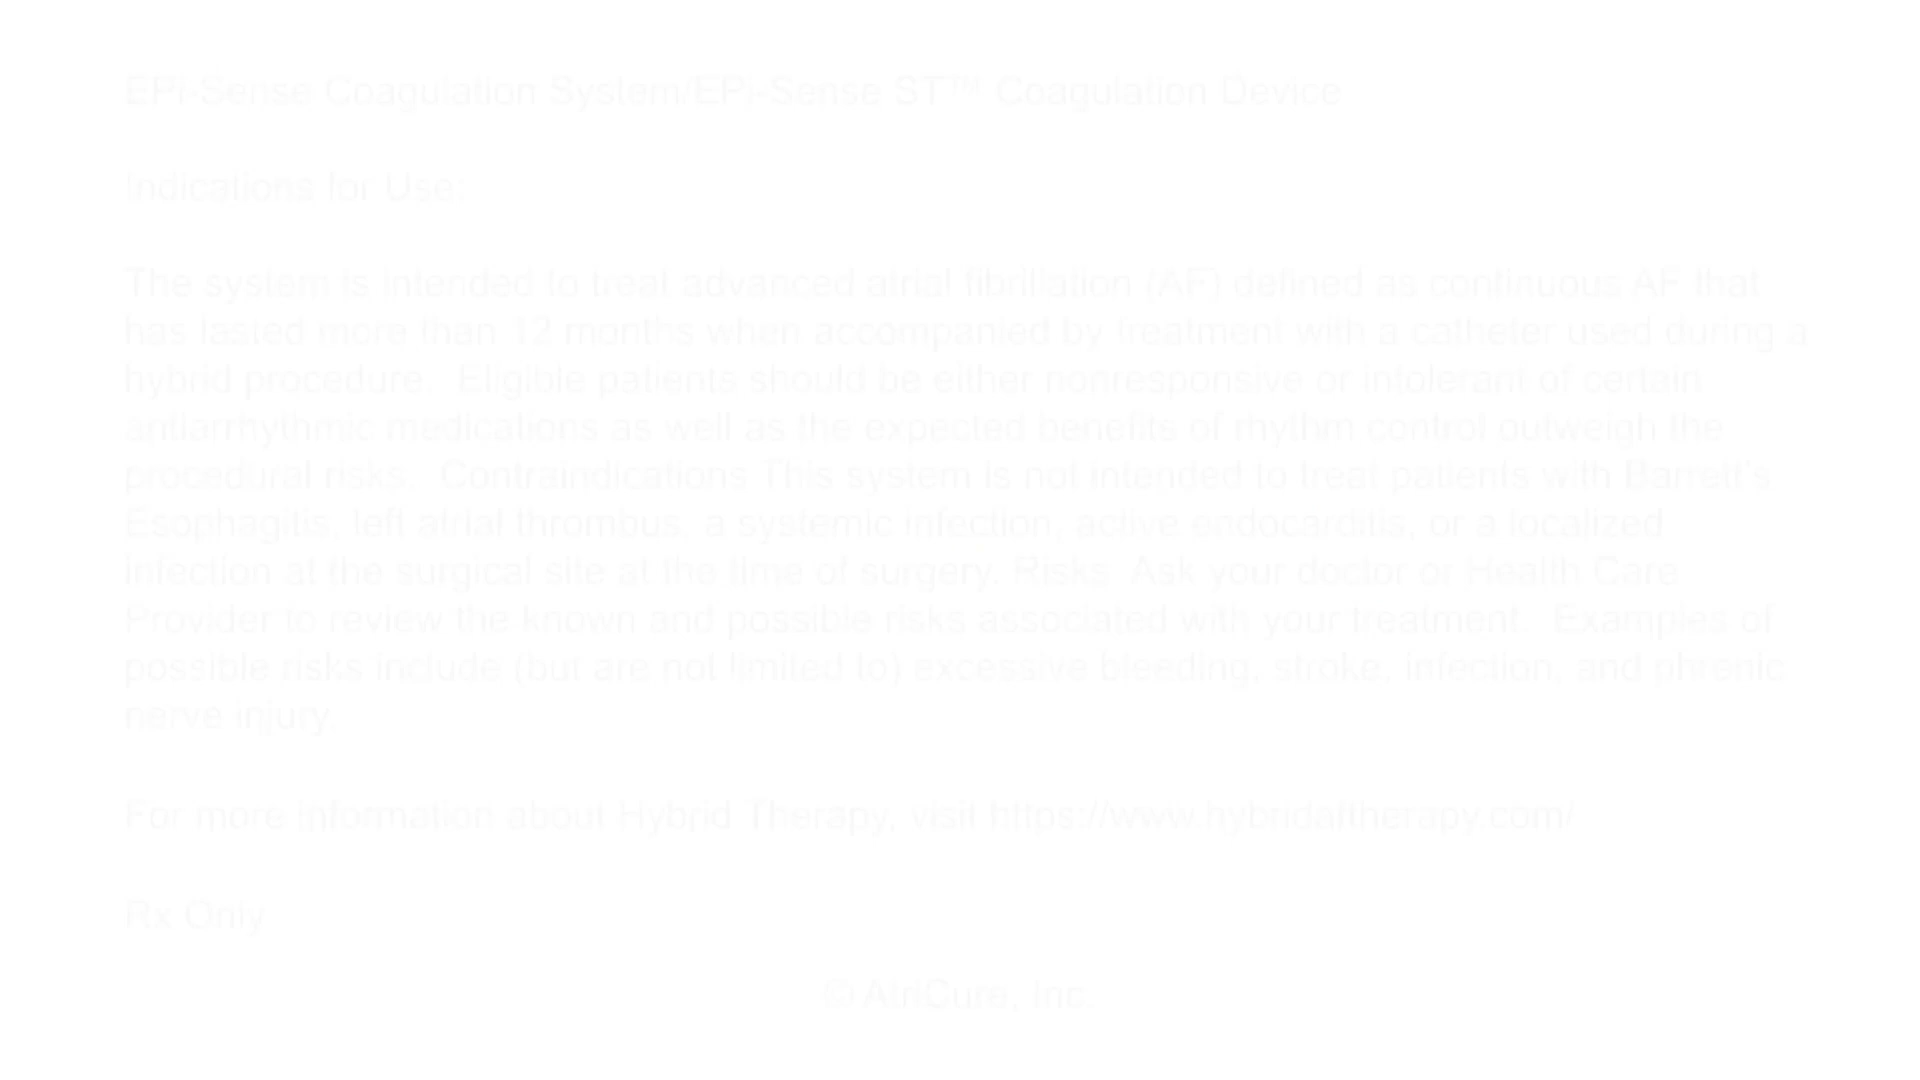 EPi-Sense Coagulation System/EPi-Sense ST™ Coagulation Device
Indications for Use:
The system is intended to treat advanced atrial fibrillation (AF) defined as continuous AF that
has lasted more than 12 months when accompanied by treatment with a catheter used during a
hybrid procedure.  Eligible patients should be either nonresponsive or intolerant of certain
antiarrhythmic medications as well as the expected benefits of rhythm control outweigh the
procedural risks.  Contraindications This system is not intended to treat patients with Barrett's
Esophagitis, left atrial thrombus, a systemic infection, active endocarditis, or a localized
infection at the surgical site at the time of surgery. Risks  Ask your doctor or Health Care
Provider to review the known and possible risks associated with your treatment.  Examples of
possible risks include (but are not limited to) excessive bleeding, stroke, infection, and phrenic
nerve injury.
For more information about Hybrid Therapy, visit https://www.hybridaftherapy.com/
Rx Only
© AtriCure, Inc.